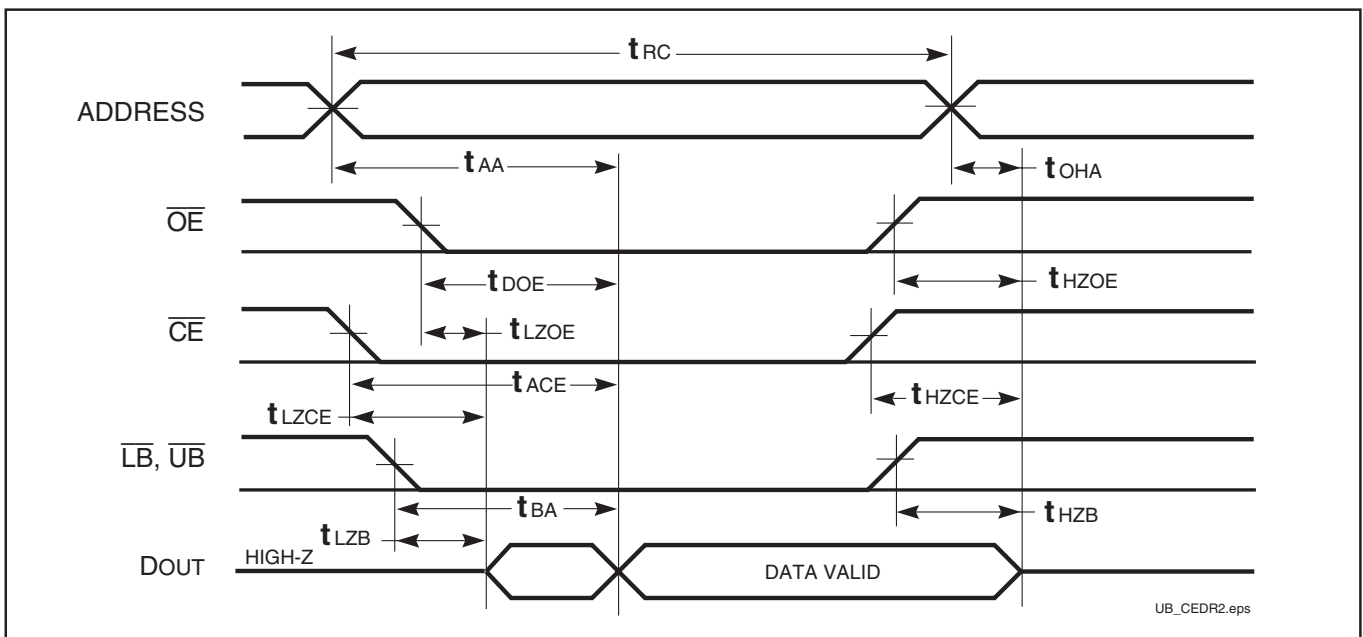 tRC
ADDRESS
tAA
tOHA
OE
tDOE
tHZOE
CE
tLZOE
tACE
tHZCE
tLZCE
LB, UB
tBA
tHZB
tLZB
DOUT
HIGH-Z
DATA VALID
UB_CEDR2.eps